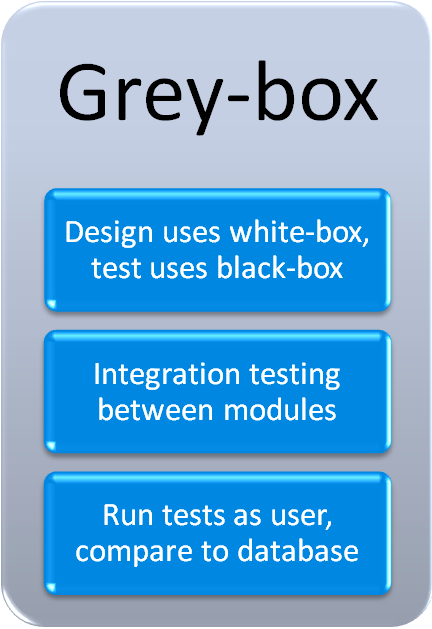 Grey-box
Design uses white-box,
test uses black-box
Integration testing
between modules
Run tests as user,
compare to database